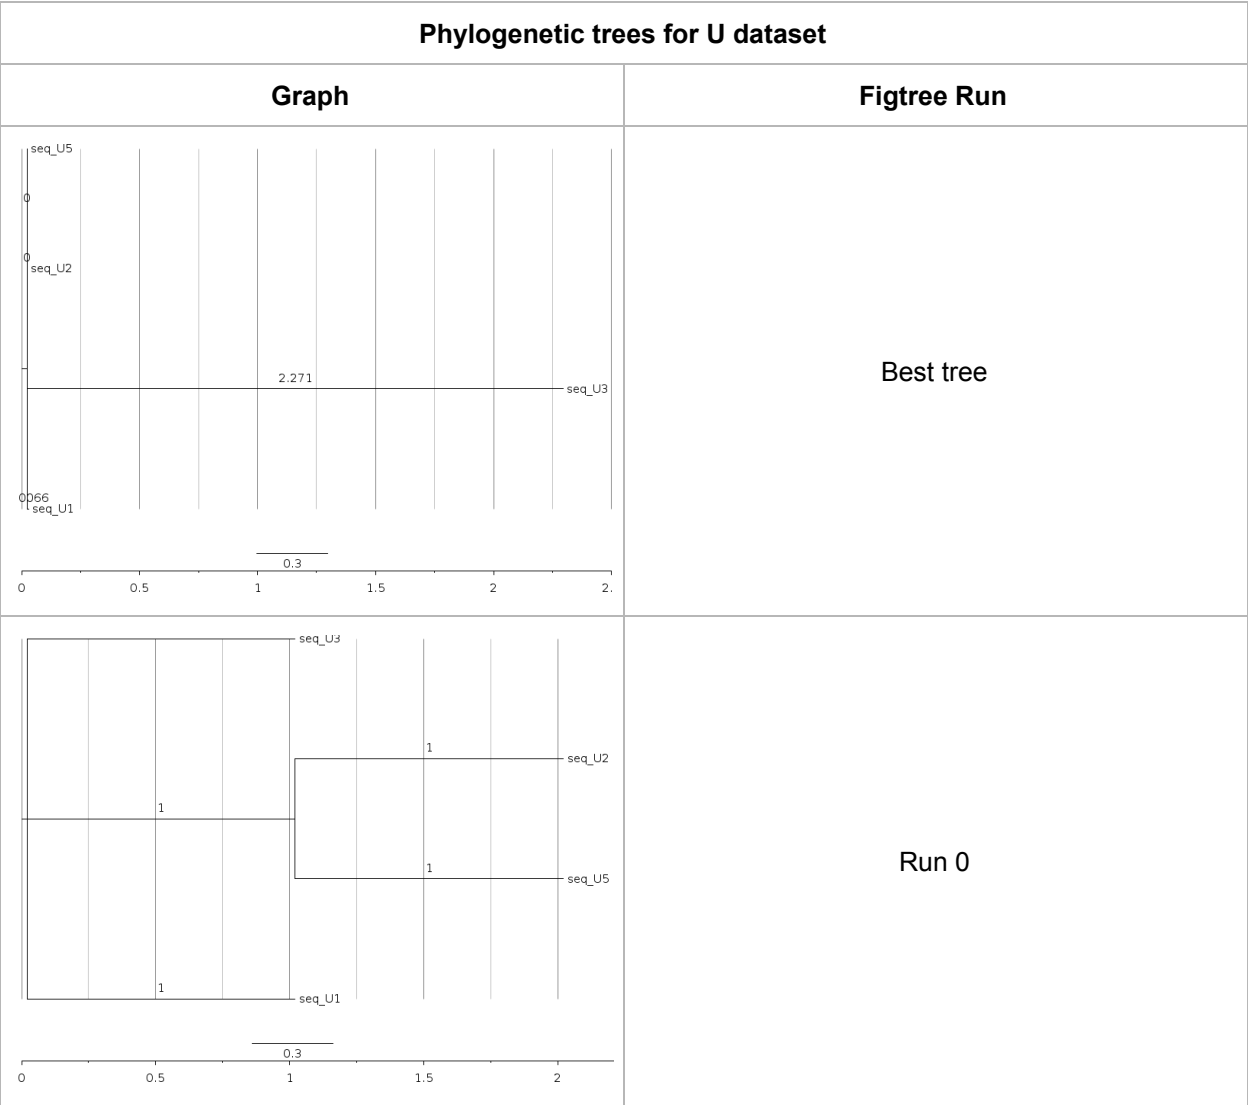 Phylogenetic trees for U dataset
Graph
Figtree Run
seq_U5
0
0
seq_U2
2.271
seq_U3
0066
seq_U1
0.3
0 0.5 1 1.5 2 2.
Best tree
seq_U3
1
seq_U2
1
1
seq_U5
1
seq_U1
0.3
0 0.5 1 1.5 2
Run 0